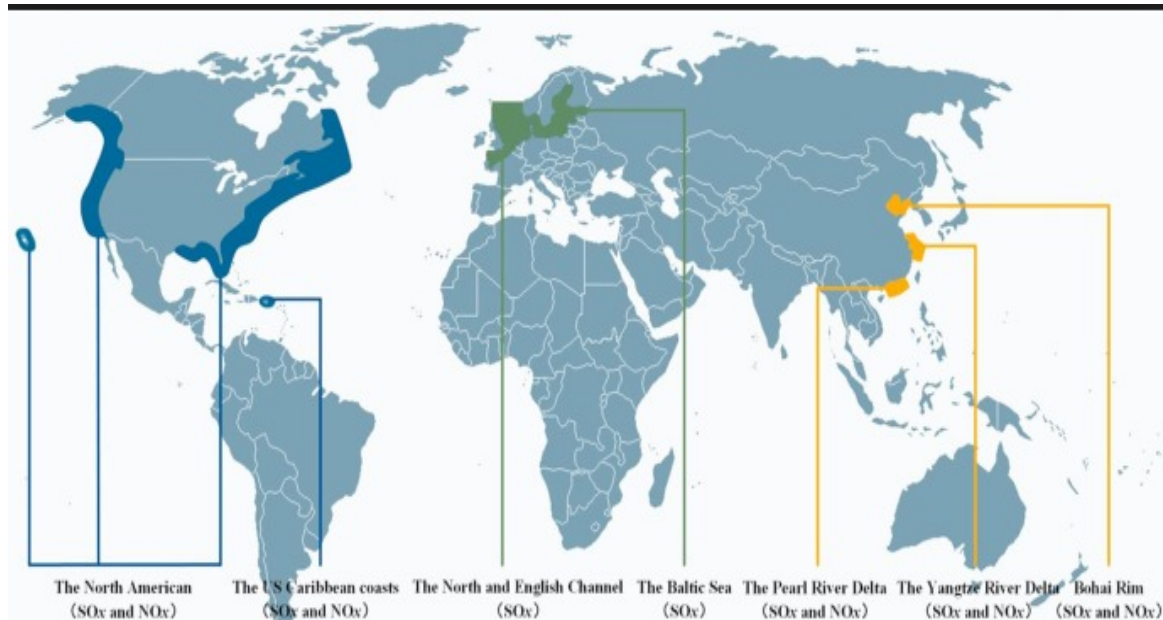 The North American
(SOx and NOx)
The US Caribbean coasts
(SOx and NOx)
The North and English Channel
(SOx)
The Baltic Sea
(SOx)
The Pearl River Delta
(SOx and NOx)
The Yangtze River Delta
(SOx and NOx)
Bohai Rim
(SOx and NOx)